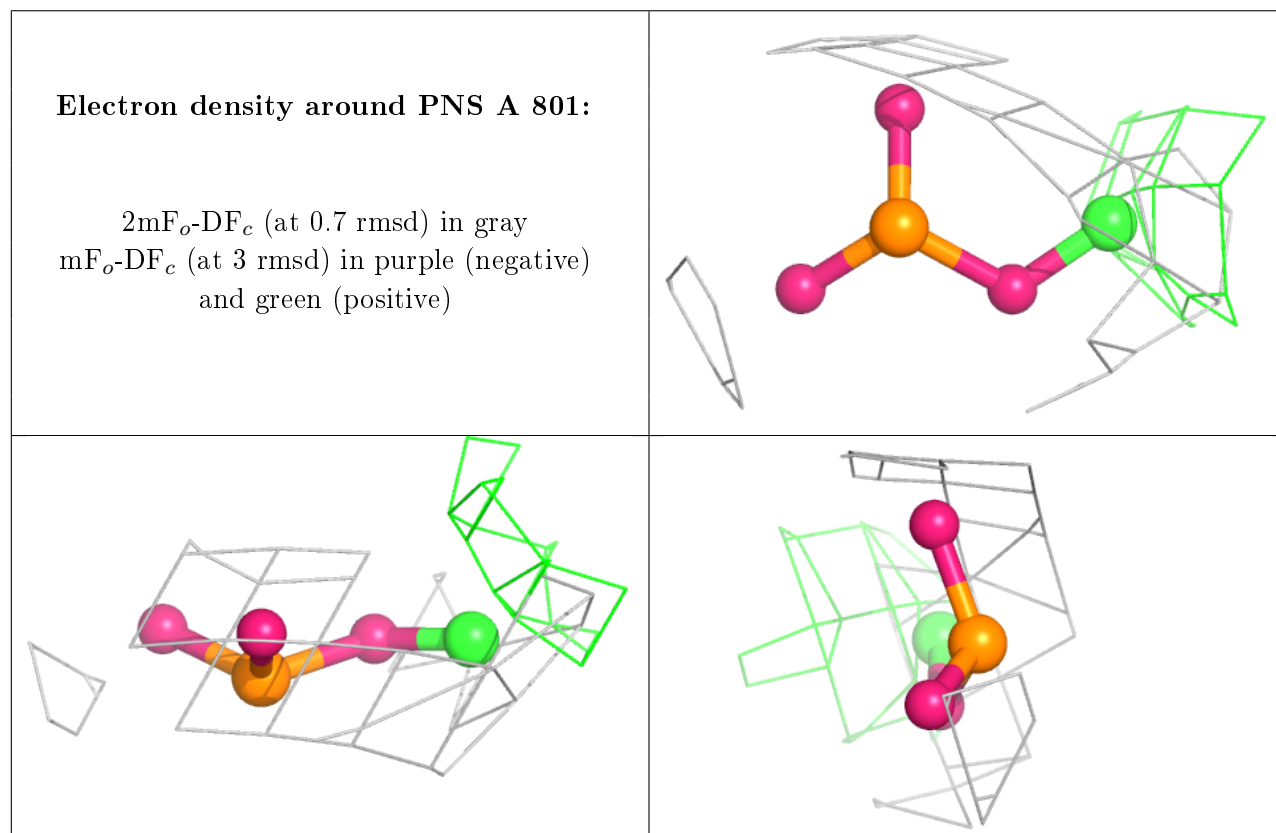 Electron density around PNS A 801:
2mFo-DFc (at 0.7 rmsd) in gray
mFo-DFc (at 3 rmsd) in purple (negative)
and green (positive)